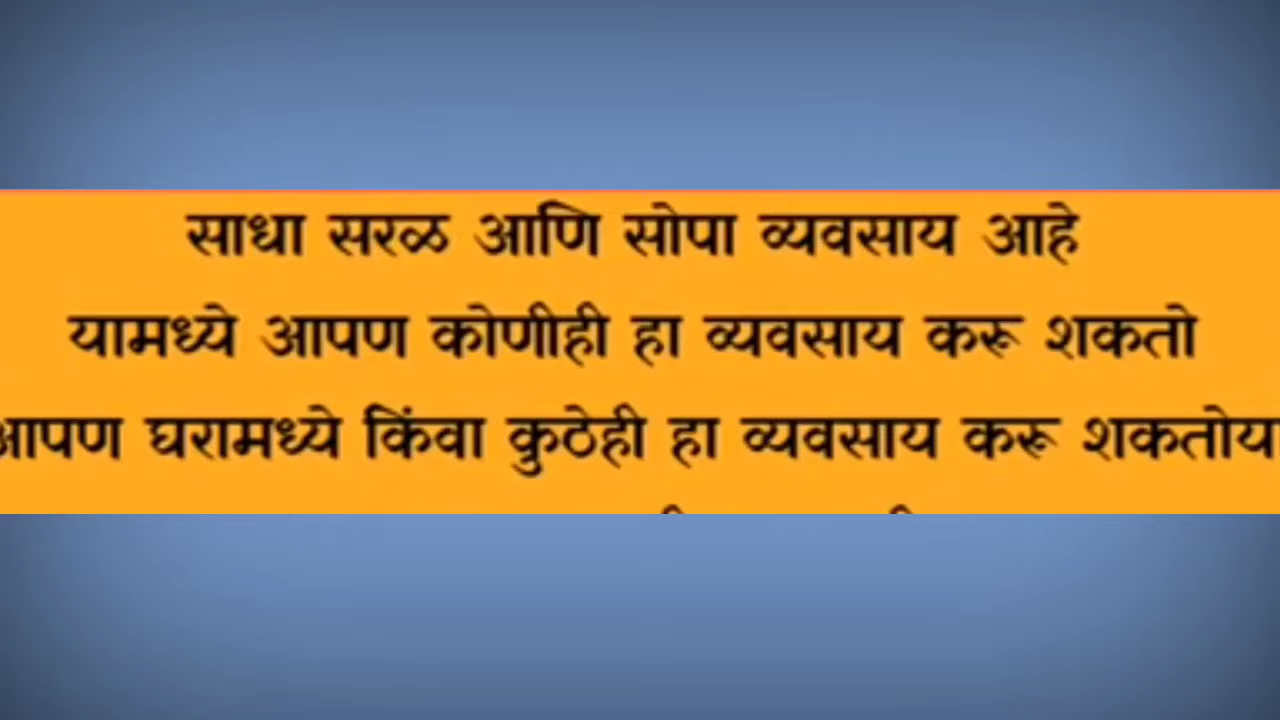 साधा सरळ आणि सोपा व्यवसाय आहे
यामध्ये आपण कोणीही हा व्यवसाय करू शकतो
आपण घरामध्ये किंवा कुठेही हा व्यवसाय करू शकतोया